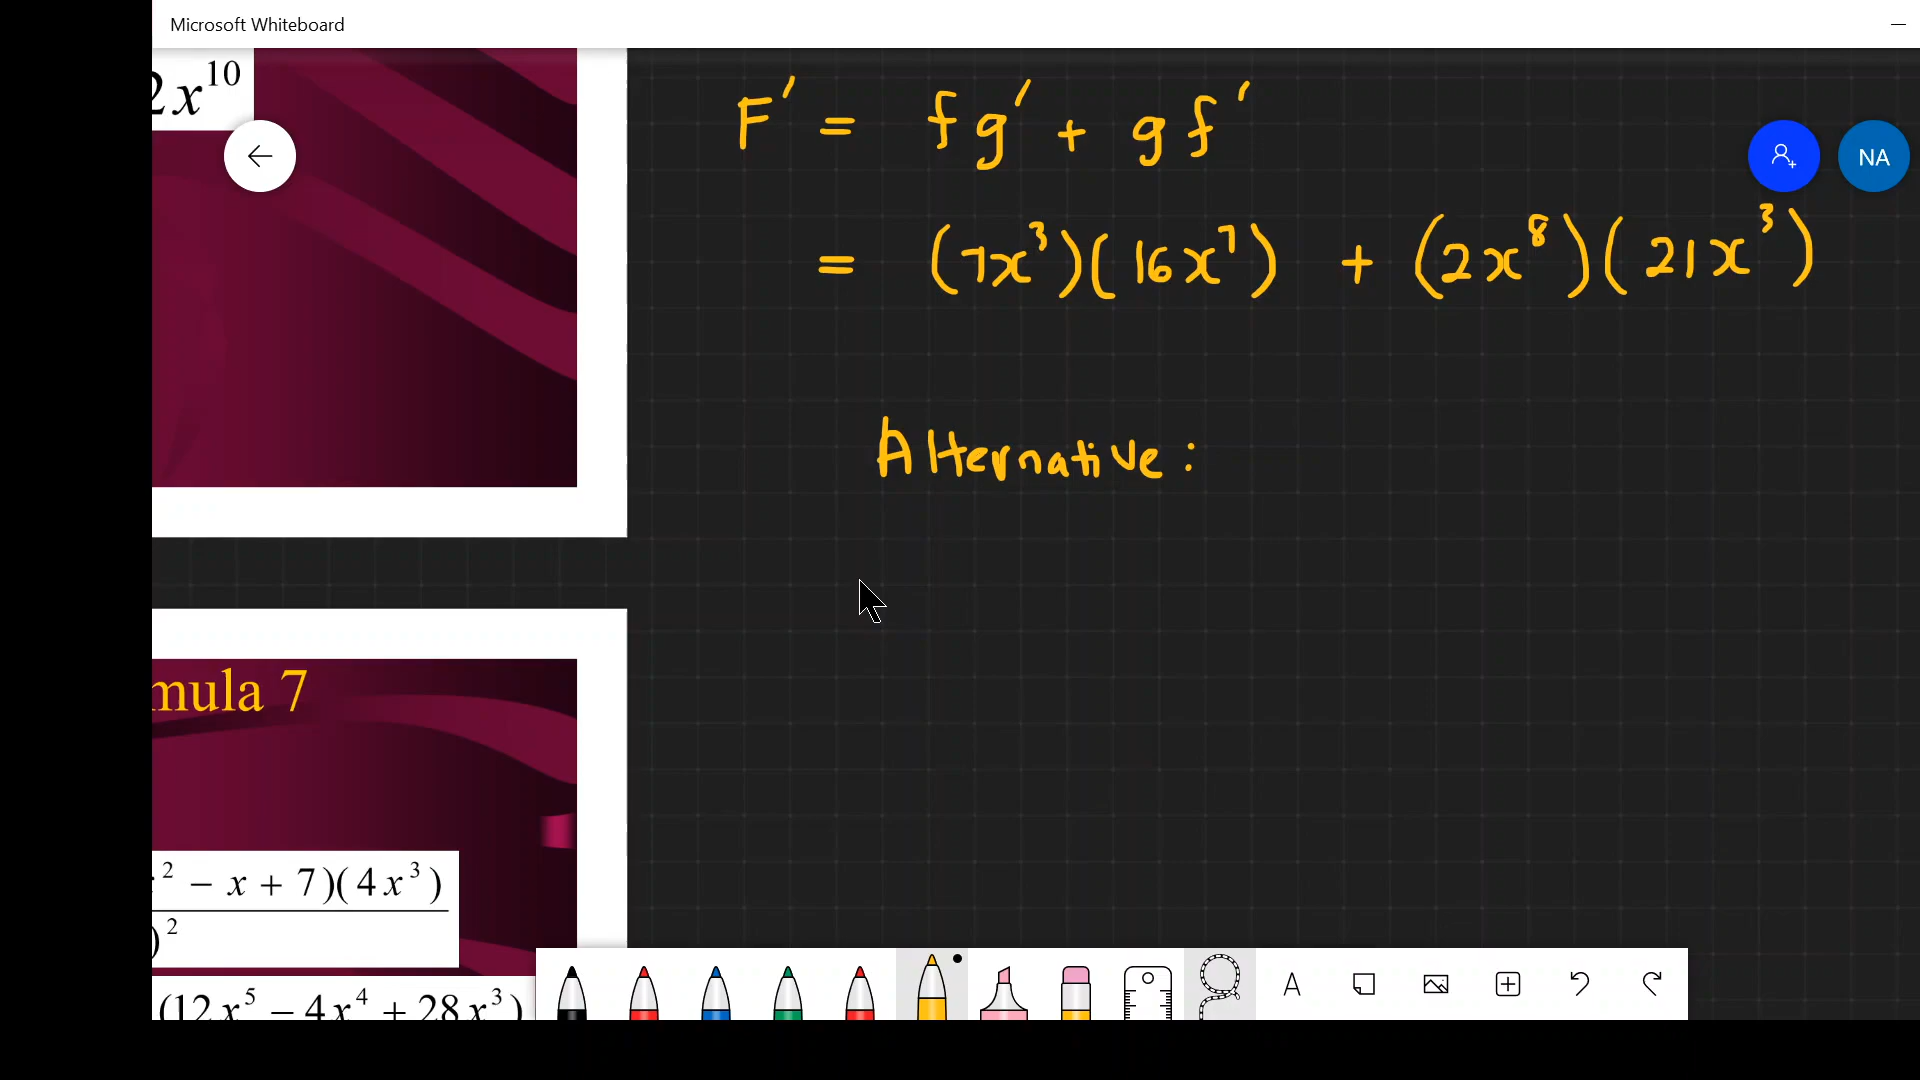 Microsoft Whiteboard
2x^10
F' = fg' + gf'
NA
= (7x^3)(16x^7) + (2x^8)(21x^3)
Alternative :
mula 7
^2 − x + 7)(4x^3)
)^2
(12x^5 − 4x^4 + 28x^3)
A